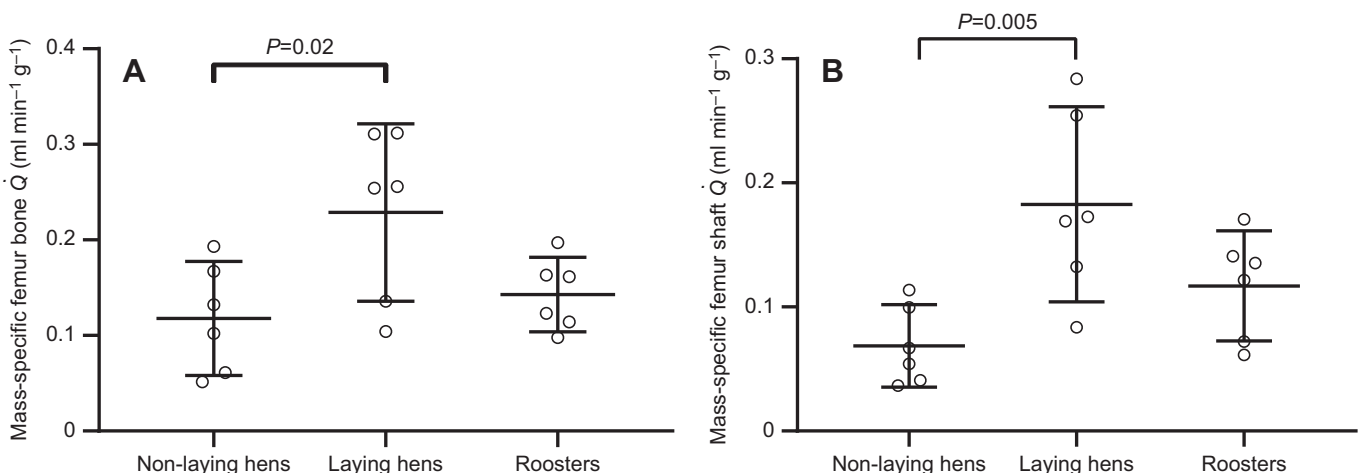 Mass-specific femur bone Q̇ (ml min⁻¹ g⁻¹)
0.4
0.3
0.2
0.1
0
A
P=0.02
Non-laying hens Laying hens Roosters
Mass-specific femur shaft Q̇ (ml min⁻¹ g⁻¹)
0.3
0.2
0.1
0
B
P=0.005
Non-laying hens Laying hens Roosters